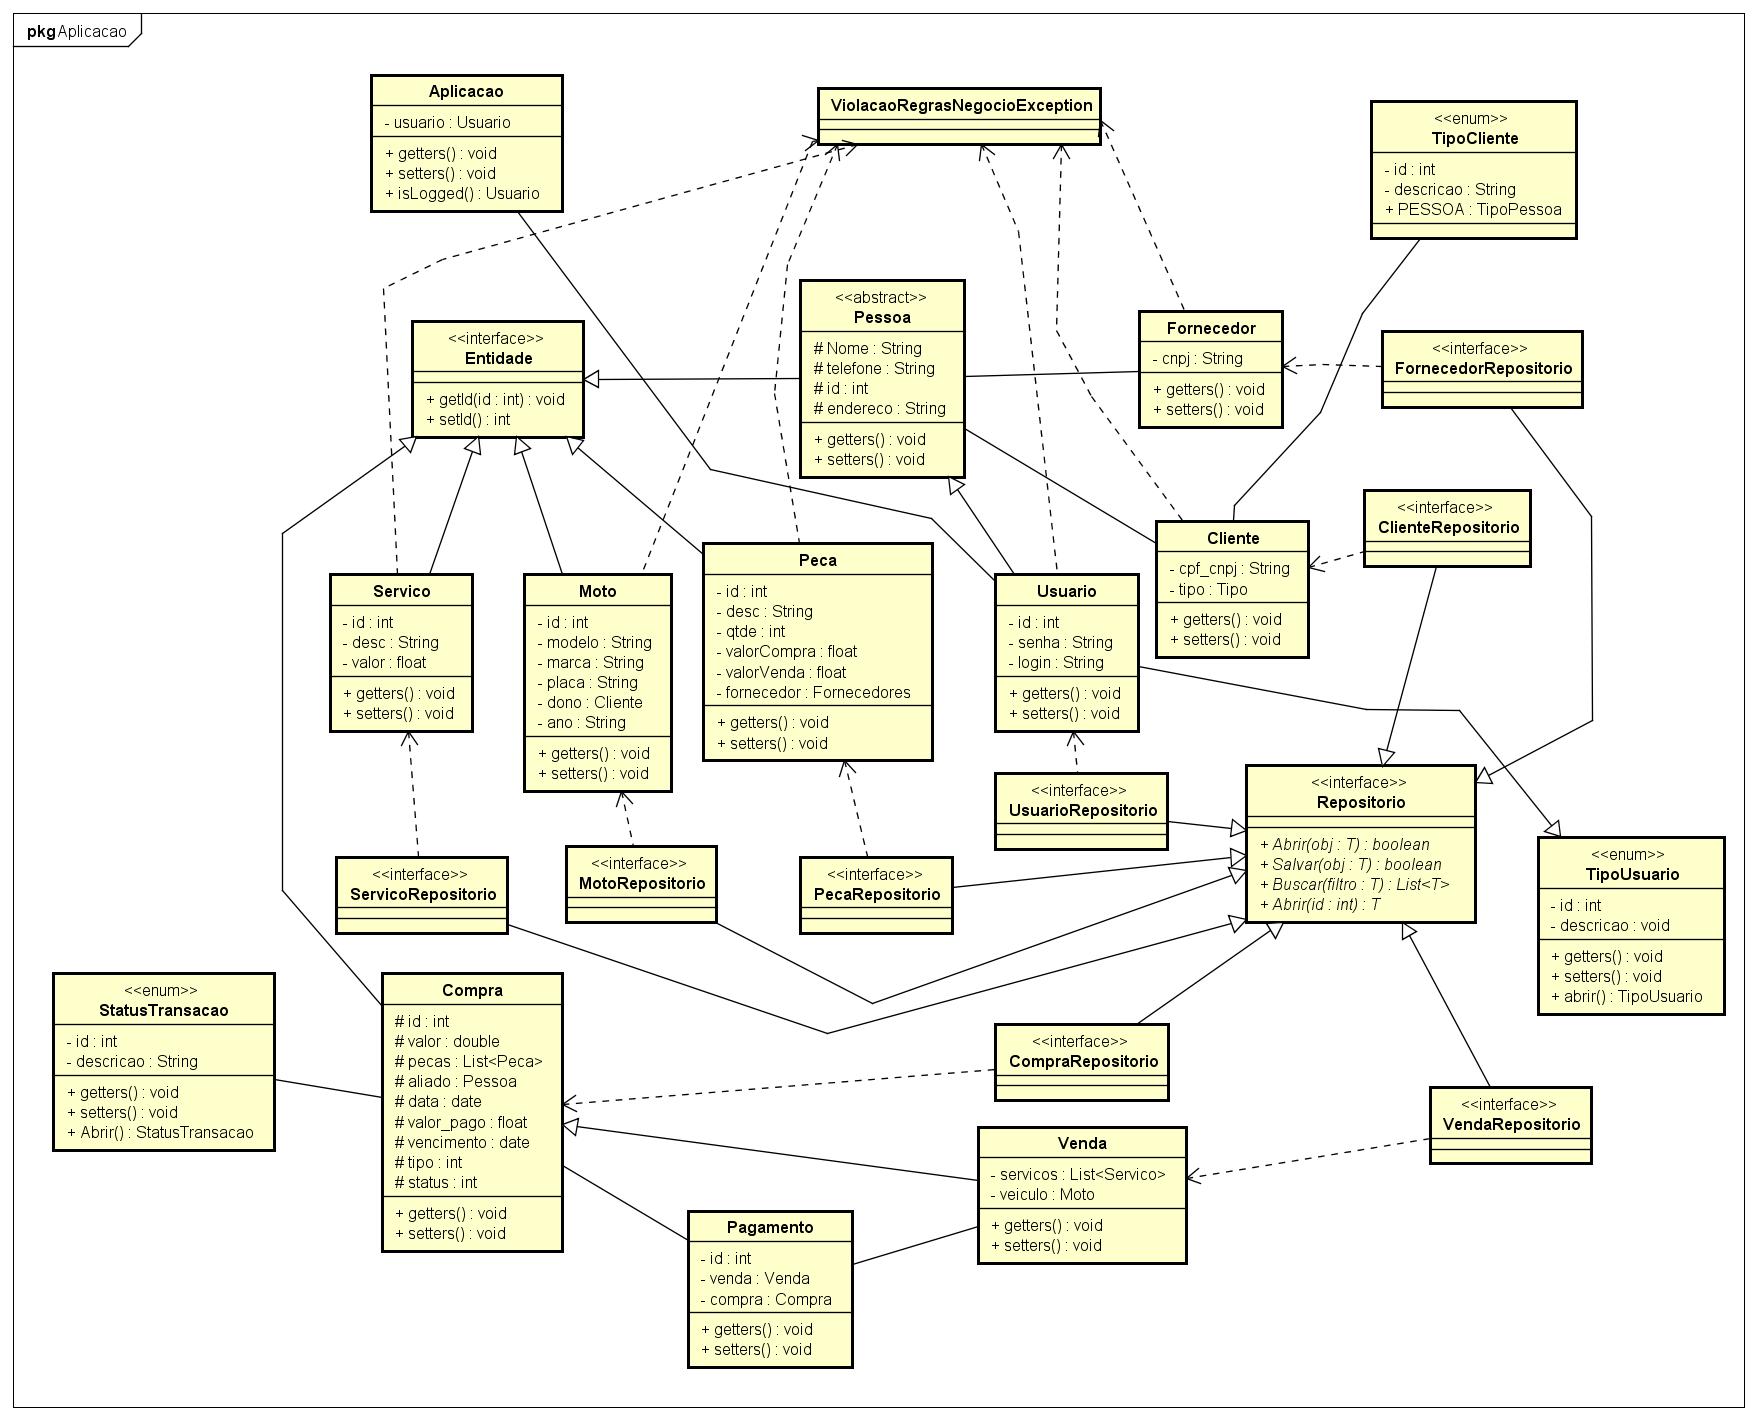 pkg Aplicacao
Aplicacao
- usuario : Usuario
+ getters() : void
+ setters() : void
+ isLogged() : Usuario
ViolacaoRegrasNegocioException
<<enum>>
TipoCliente
- id : int
- descricao : String
+ PESSOA : TipoPessoa
<<interface>>
Entidade
+ getId(id : int) : void
+ setId() : int
<<abstract>>
Pessoa
# Nome : String
# telefone : String
# id : int
# endereco : String
+ getters() : void
+ setters() : void
Fornecedor
- cnpj : String
+ getters() : void
+ setters() : void
<<interface>>
FornecedorRepositorio
<<interface>>
ClienteRepositorio
Cliente
- cpf_cnpj : String
- tipo : Tipo
+ getters() : void
+ setters() : void
Servico
- id : int
- desc : String
- valor : float
+ getters() : void
+ setters() : void
Moto
- id : int
- modelo : String
- marca : String
- placa : String
- dono : Cliente
- ano : String
+ getters() : void
+ setters() : void
Peca
- id : int
- desc : String
- qtde : int
- valorCompra : float
- valorVenda : float
- fornecedor : Fornecedores
+ getters() : void
+ setters() : void
Usuario
- id : int
- senha : String
- login : String
+ getters() : void
+ setters() : void
<<interface>>
UsuarioRepositorio
<<interface>>
Repositorio
+ Abrir(obj : T) : boolean
+ Salvar(obj : T) : boolean
+ Buscar(filtro : T) : List<T>
+ Abrir(id : int) : T
<<enum>>
TipoUsuario
- id : int
- descricao : void
+ getters() : void
+ setters() : void
+ abrir() : TipoUsuario
<<interface>>
ServicoRepositorio
<<interface>>
MotoRepositorio
<<interface>>
PecaRepositorio
<<enum>>
StatusTransacao
- id : int
- descricao : String
+ getters() : void
+ setters() : void
+ Abrir() : StatusTransacao
Compra
# id : int
# valor : double
# pecas : List<Peca>
# aliado : Pessoa
# data : date
# valor_pago : float
# vencimento : date
# tipo : int
# status : int
+ getters() : void
+ setters() : void
<<interface>>
CompraRepositorio
<<interface>>
VendaRepositorio
Venda
- servicos : List<Servico>
- veiculo : Moto
+ getters() : void
+ setters() : void
Pagamento
- id : int
- venda : Venda
- compra : Compra
+ getters() : void
+ setters() : void